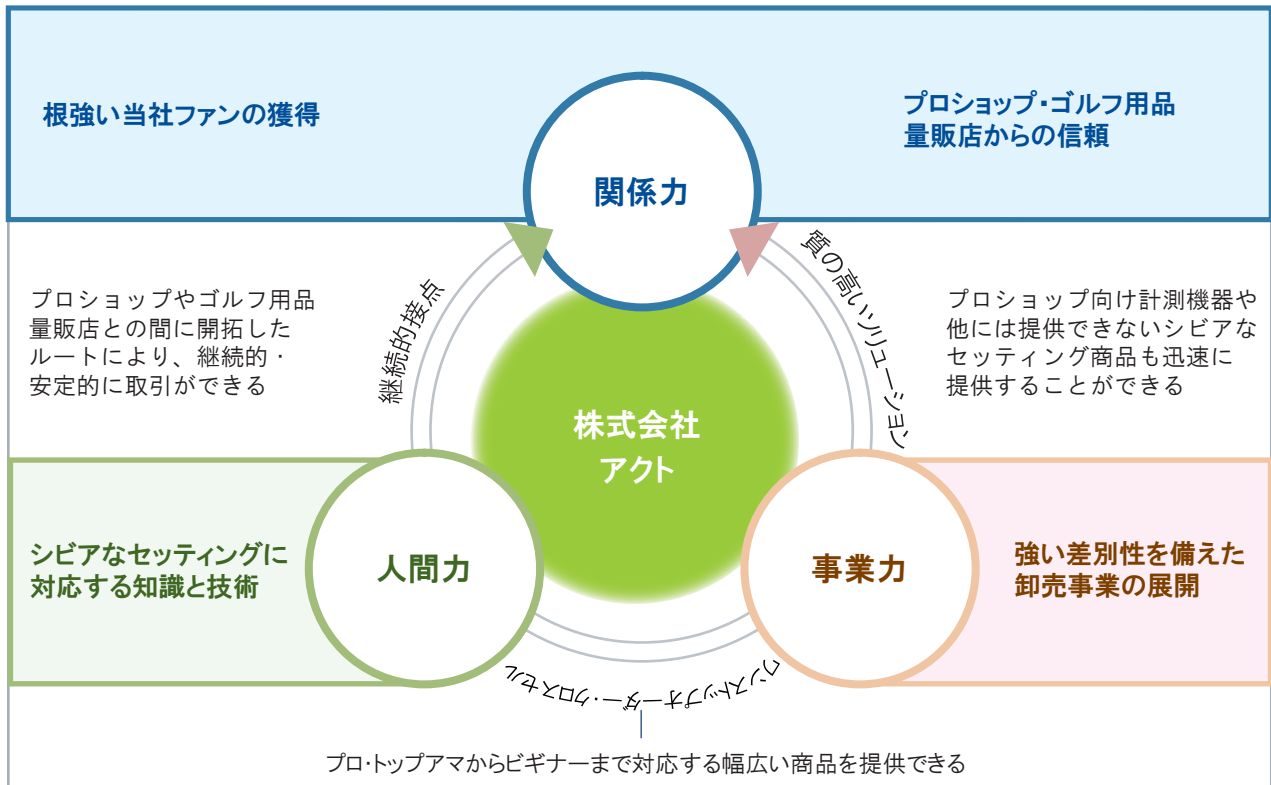 根強い当社ファンの獲得
プロショップ・ゴルフ用品
量販店からの信頼
関係力
継続的接点
質の高いソリューション
プロショップやゴルフ用品
量販店との間に開拓した
ルートにより、継続的・
安定的に取引ができる
プロショップ向け計測機器や
他には提供できないシビアな
セッティング商品も迅速に
提供することができる
株式会社
アクト
シビアなセッティングに
対応する知識と技術
人間力
事業力
強い差別性を備えた
卸売事業の展開
ワンストップオーダー・クロスセル
プロ・トップアマからビギナーまで対応する幅広い商品を提供できる